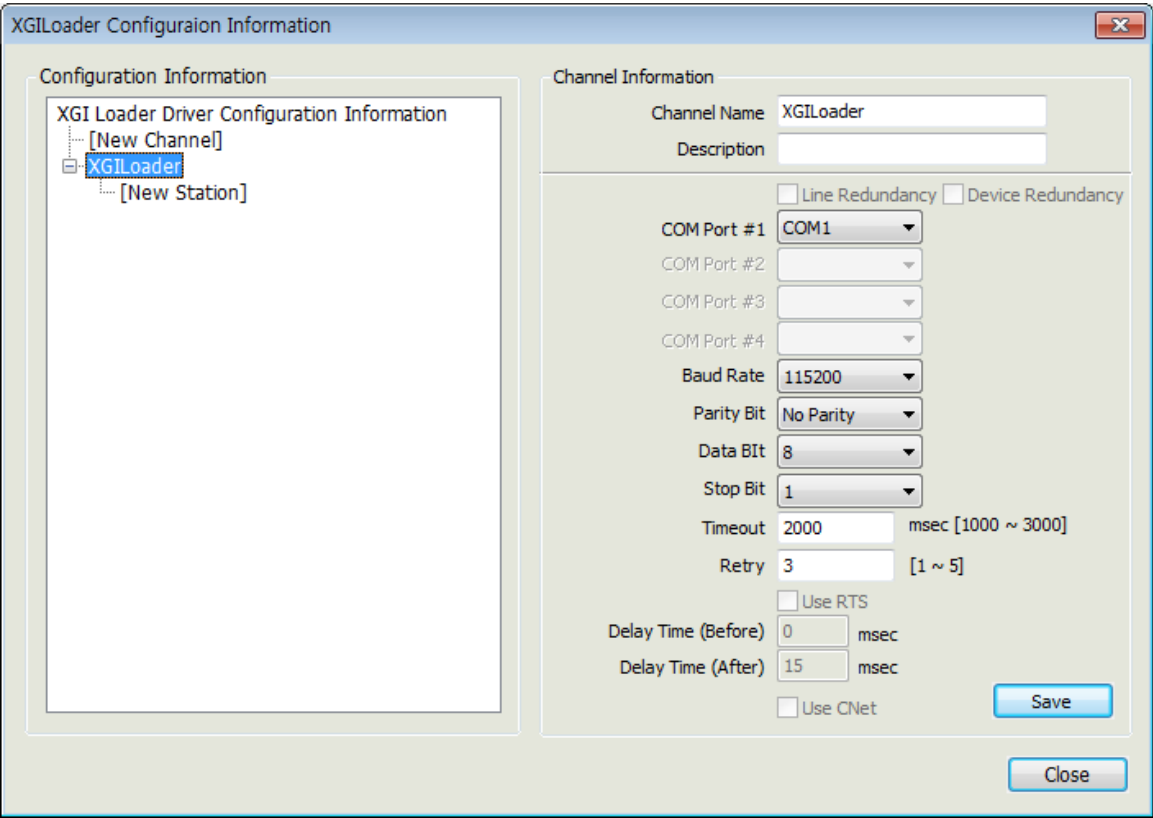 XGILoader Configuraion Information
Configuration Information
XGI Loader Driver Configuration Information
[New Channel]
XGILoader
[New Station]
Channel Information
Channel Name XGILoader
Description
Line Redundancy Device Redundancy
COM Port #1 COM1
COM Port #2
COM Port #3
COM Port #4
Baud Rate 115200
Parity Bit No Parity
Data BIt 8
Stop Bit 1
Timeout 2000 msec [1000 ~ 3000]
Retry 3 [1 ~ 5]
Use RTS
Delay Time (Before) 0 msec
Delay Time (After) 15 msec
Use CNet
Save
Close